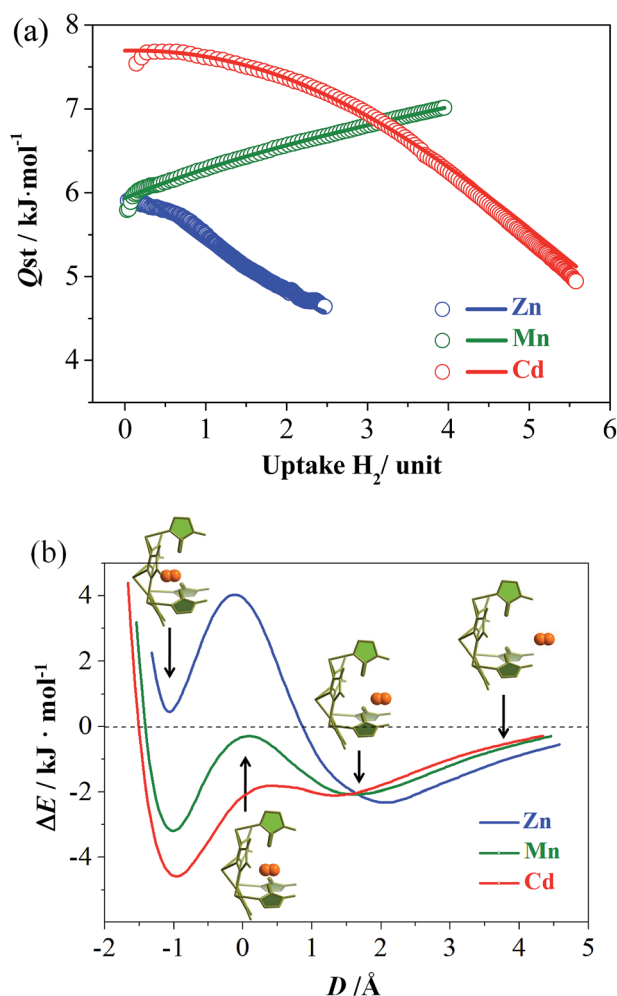 (a)
8
7
6
5
4
Qst / kJ·mol⁻¹
Zn
Mn
Cd
0 1 2 3 4 5 6
Uptake H₂/ unit
(b)
4
2
0
-2
-4
ΔE / kJ · mol⁻¹
Zn
Mn
Cd
-2 -1 0 1 2 3 4 5
D /Å